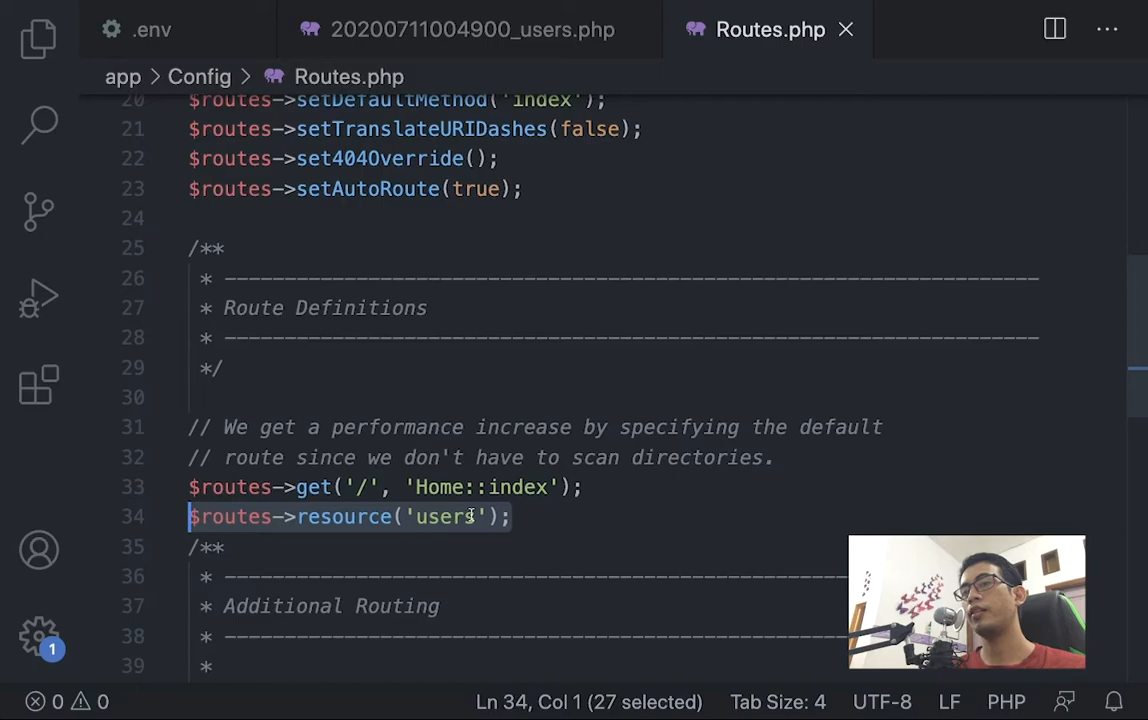 .env
20200711004900_users.php
Routes.php
app > Config > Routes.php
20 $routes->setDefaultMethod('index');
21 $routes->setTranslateURIDashes(false);
22 $routes->set404Override();
23 $routes->setAutoRoute(true);
24
25 /**
26 * --------------------------------------------------------------------
27 * Route Definitions
28 * --------------------------------------------------------------------
29 */
30
31 // We get a performance increase by specifying the default
32 // route since we don't have to scan directories.
33 $routes->get('/', 'Home::index');
34 $routes->resource('users');
35 /**
36 * --------------------------------------------------------------------
37 * Additional Routing
38 * --------------------------------------------------------------------
39 *
1
0 0 Ln 34, Col 1 (27 selected) Tab Size: 4 UTF-8 LF PHP